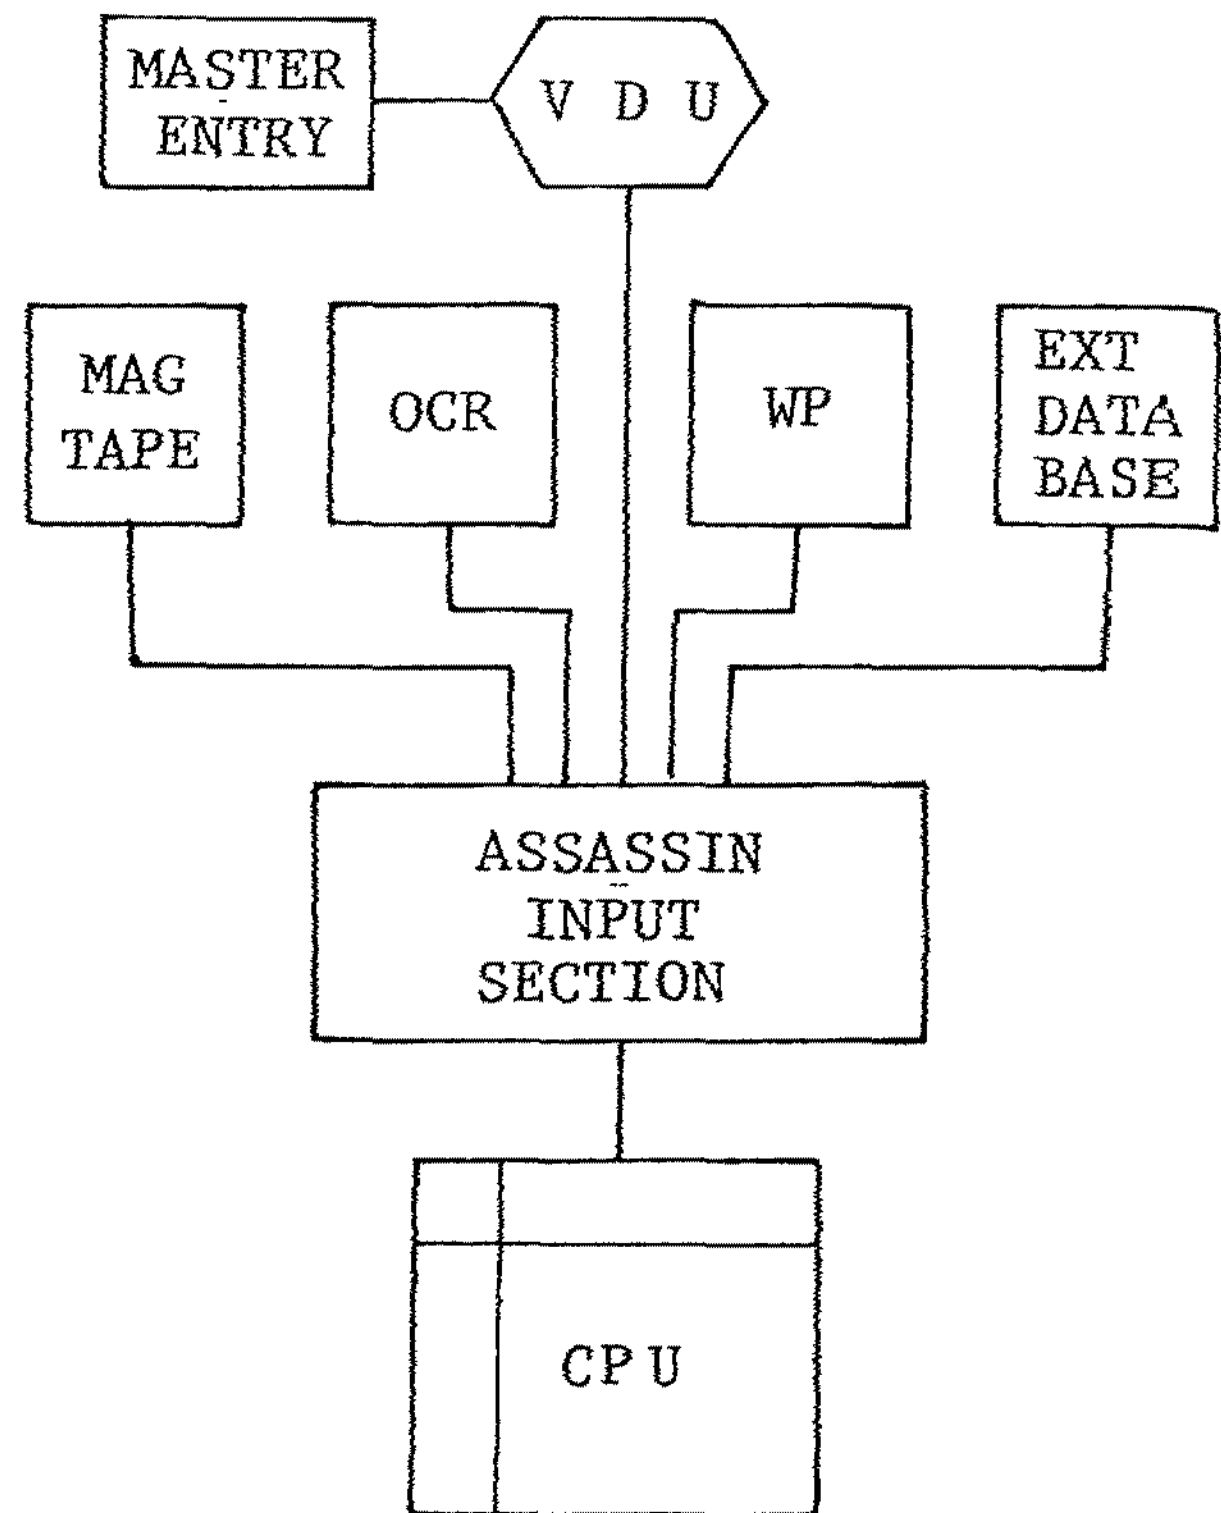 MASTER
ENTRY
V D U
MAG
TAPE
OCR
WP
EXT
DATA
BASE
ASSASSIN
INPUT
SECTION
CPU